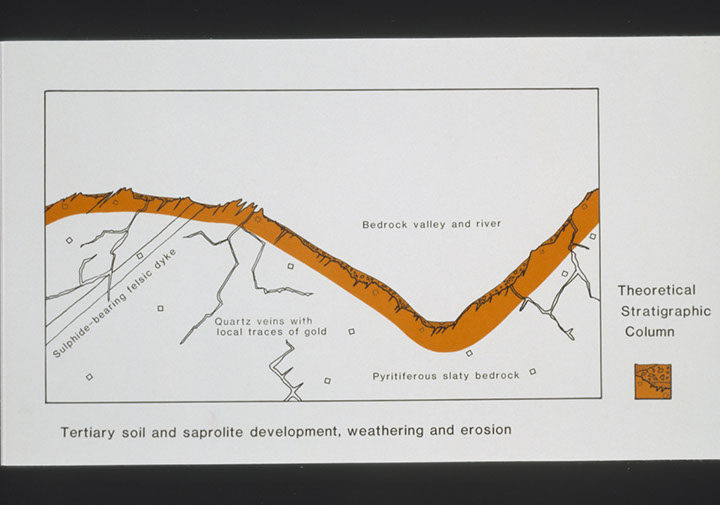 Bedrock valley and river
Sulphide-bearing felsic dyke
Quartz veins with
local traces of gold
Pyritiferous slaty bedrock
Theoretical
Stratigraphic
Column
Tertiary soil and saprolite development, weathering and erosion